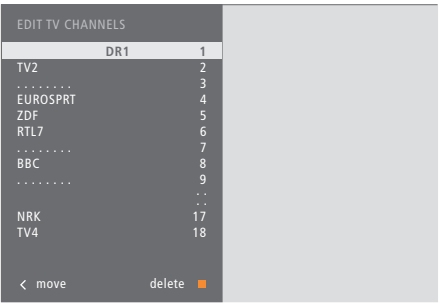 EDIT TV CHANNELS
DR1 1
TV2 2
. . . . . . . . 3
EUROSPRT 4
ZDF 5
RTL7 6
. . . . . . . . 7
BBC 8
. . . . . . . . 9
. .
. .
NRK 17
TV4 18
< move delete